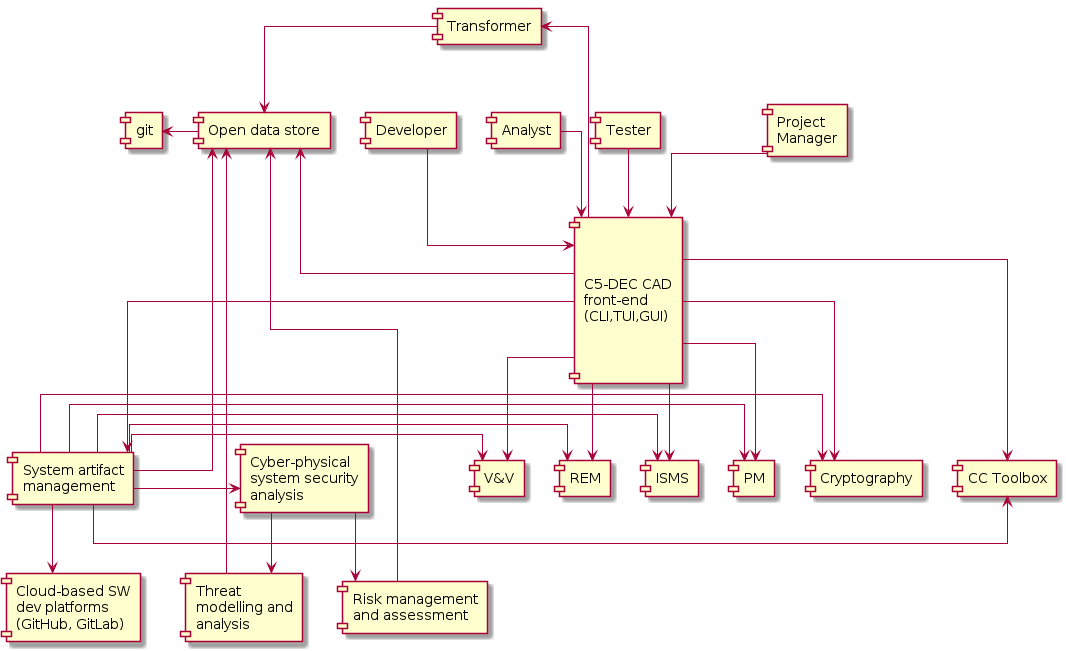 Transformer
git
Open data store
Developer
Analyst
Tester
Project
Manager
C5-DEC CAD
front-end
(CLI,TUI,GUI)
System artifact
management
Cyber-physical
system security
analysis
V&V
REM
ISMS
PM
Cryptography
CC Toolbox
Cloud-based SW
dev platforms
(GitHub, GitLab)
Threat
modelling and
analysis
Risk management
and assessment